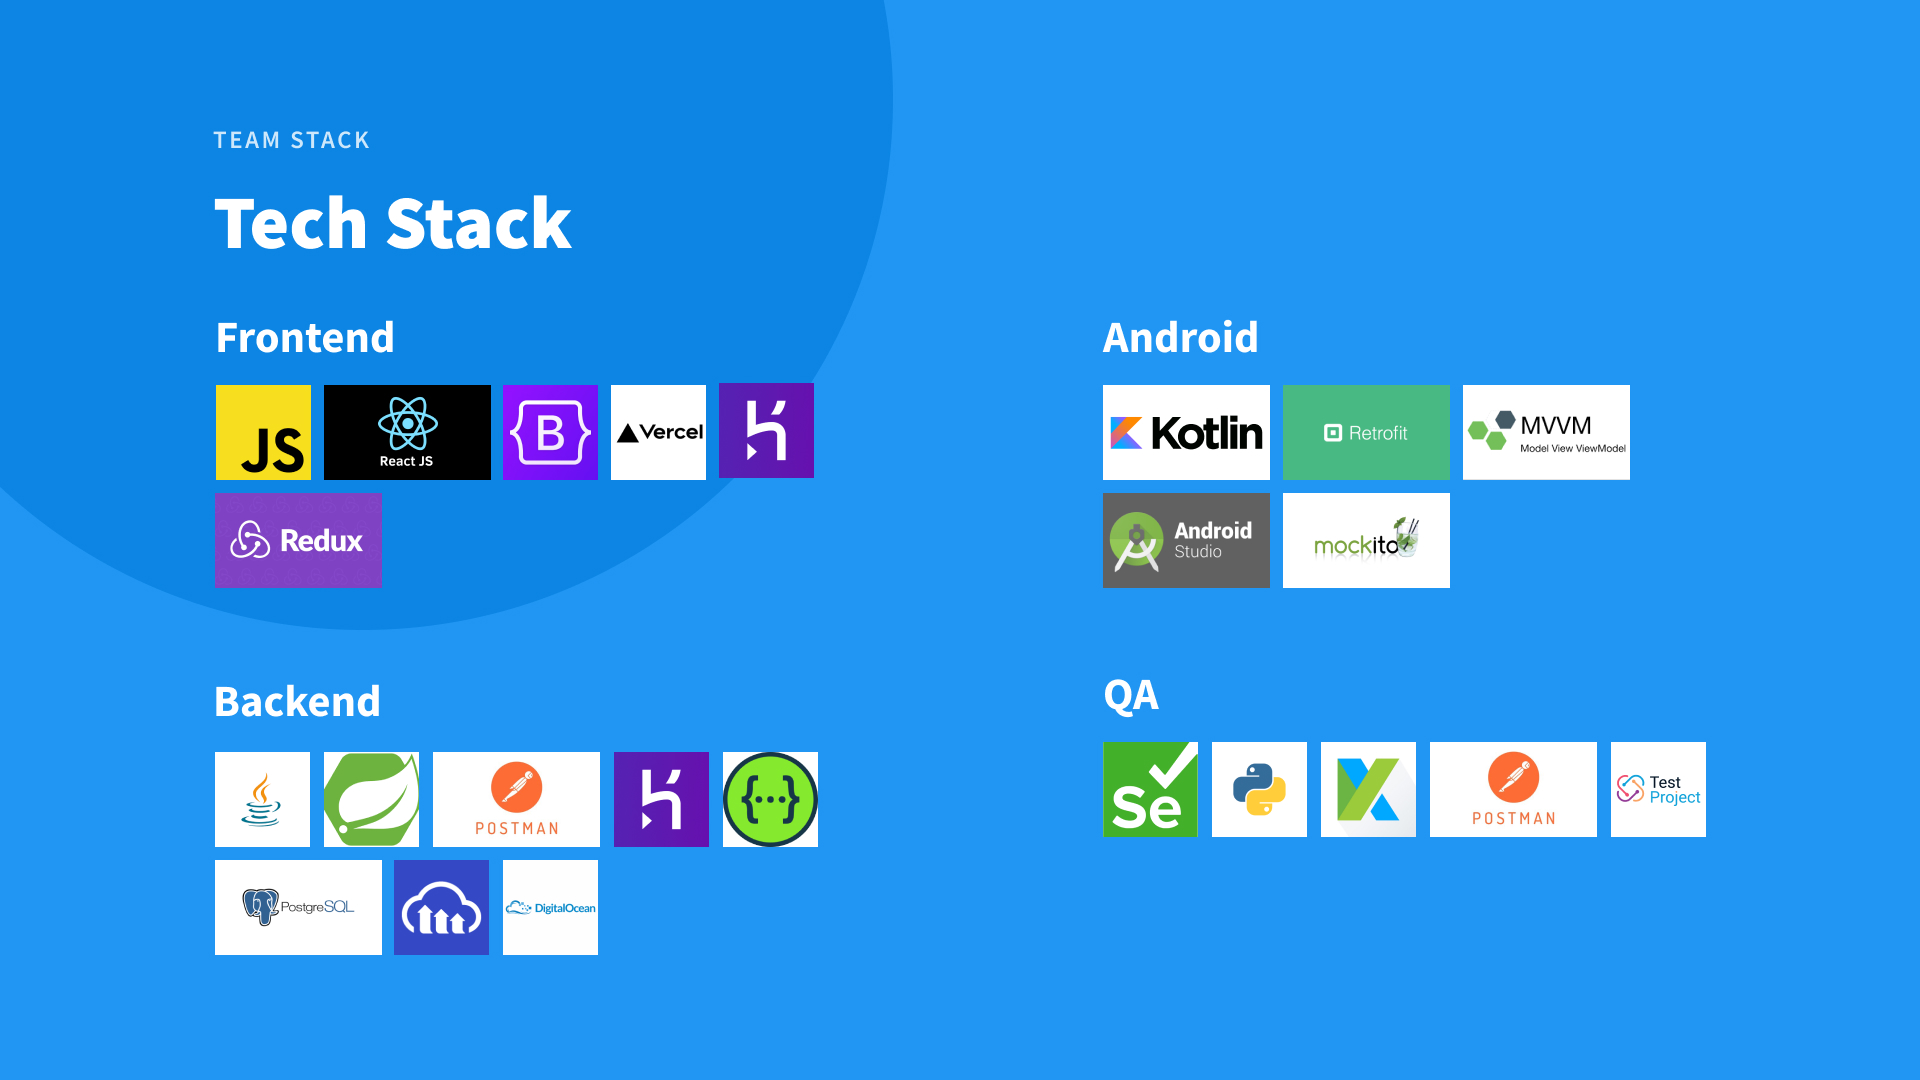 TEAM STACK
Tech Stack
Frontend
JS
React JS
B
Vercel
Redux
Android
Kotlin
Retrofit
MVVM
Model View ViewModel
Android
Studio
mockito
Backend
POSTMAN
{...}
PostgreSQL
DigitalOcean
QA
Se
POSTMAN
Test
Project